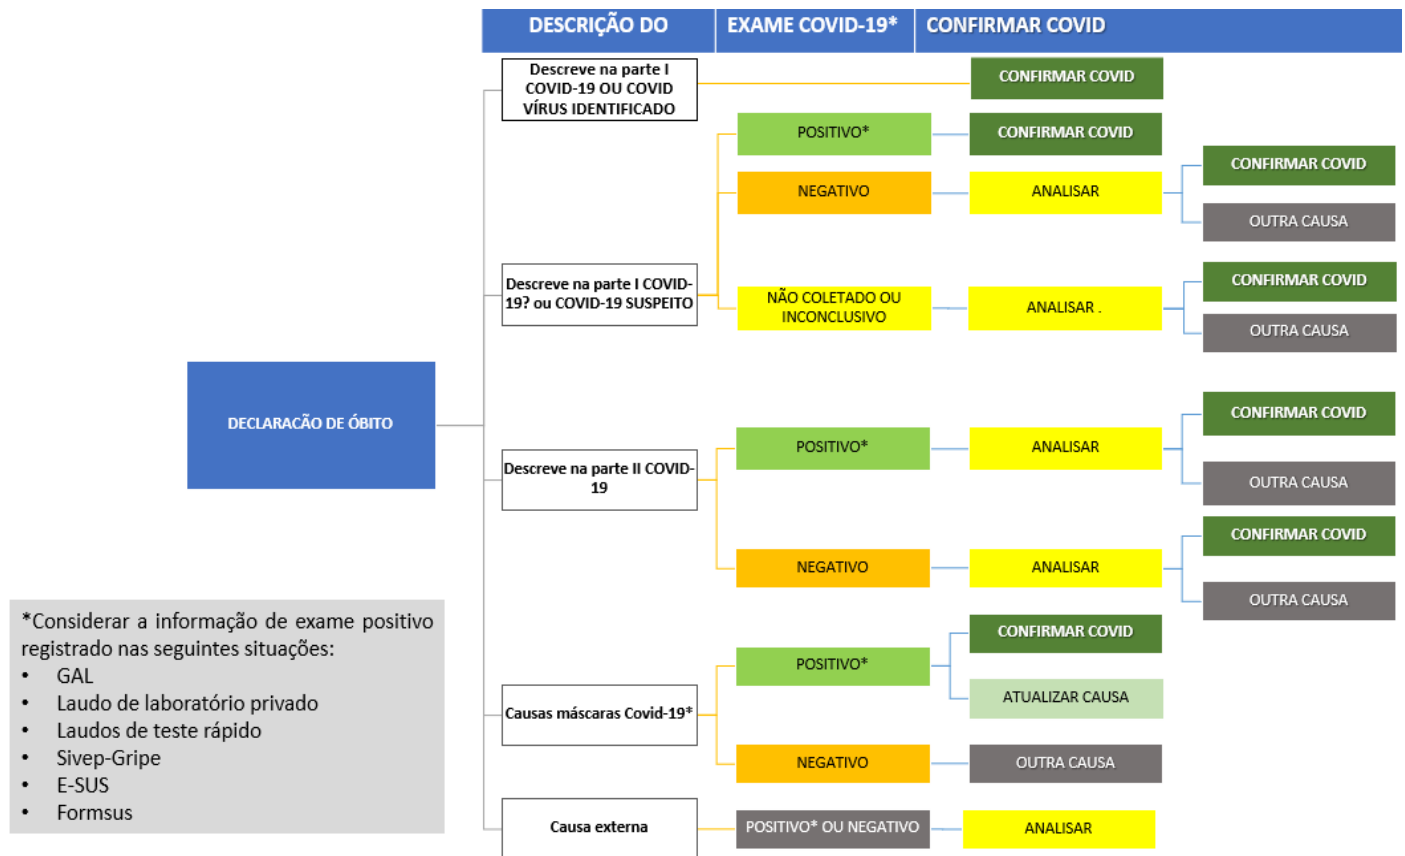 DESCRIÇÃO DO
EXAME COVID-19*
CONFIRMAR COVID
Descreve na parte I
COVID-19 OU COVID
VÍRUS IDENTIFICADO
CONFIRMAR COVID
POSITIVO*
CONFIRMAR COVID
NEGATIVO
ANALISAR
CONFIRMAR COVID
OUTRA CAUSA
Descreve na parte I COVID-
19? ou COVID-19 SUSPEITO
NÃO COLETADO OU
INCONCLUSIVO
ANALISAR .
CONFIRMAR COVID
OUTRA CAUSA
DECLARACÃO DE ÓBITO
Descreve na parte II COVID-
19
POSITIVO*
ANALISAR
CONFIRMAR COVID
OUTRA CAUSA
NEGATIVO
ANALISAR
CONFIRMAR COVID
OUTRA CAUSA
Causas máscaras Covid-19*
POSITIVO*
CONFIRMAR COVID
ATUALIZAR CAUSA
NEGATIVO
OUTRA CAUSA
Causa externa
POSITIVO* OU NEGATIVO
ANALISAR
*Considerar a informação de exame positivo
registrado nas seguintes situações:
• GAL
• Laudo de laboratório privado
• Laudos de teste rápido
• Sivep-Gripe
• E-SUS
• Formsus